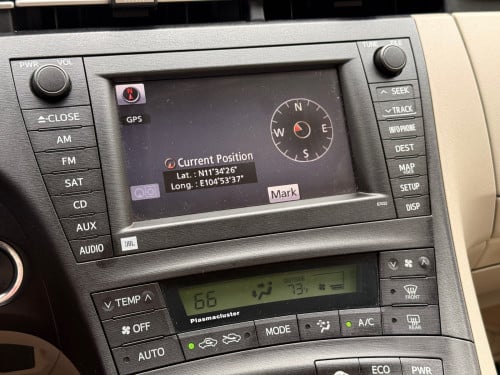 PWR VOL
TUNE FILE
CLOSE
AM
FM
SAT
CD
AUX
AUDIO
JBL
GPS
N
W E
S
Current Position
Lat. : N11°34'26"
Long. : E104°53'37"
Mark
SEEK
TRACK
INFO/PHONE
DEST
MAP
SETUP
DISP
TEMP
OFF
AUTO
66
73°F
Plasmacluster
MODE
A/C
FRONT
REAR
ECO
PWR